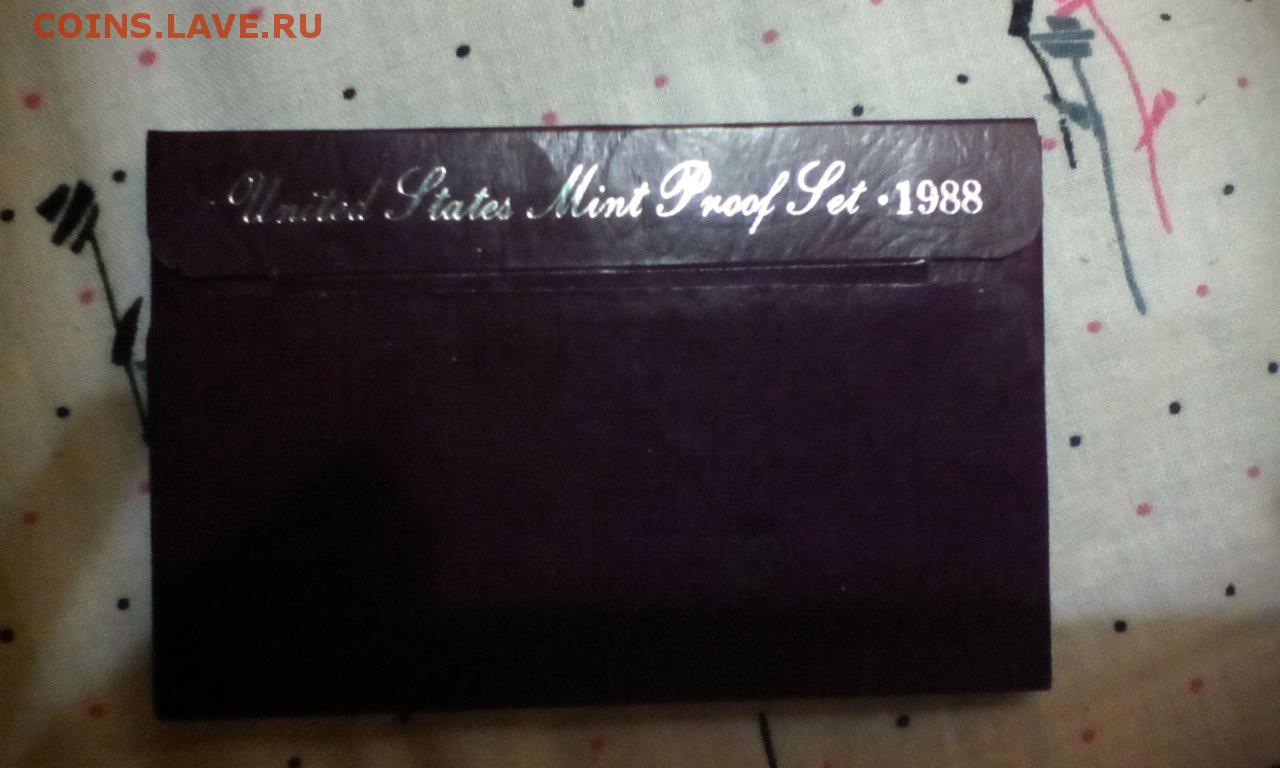 COINS.LAVE.RU
United States Mint Proof Set • 1988